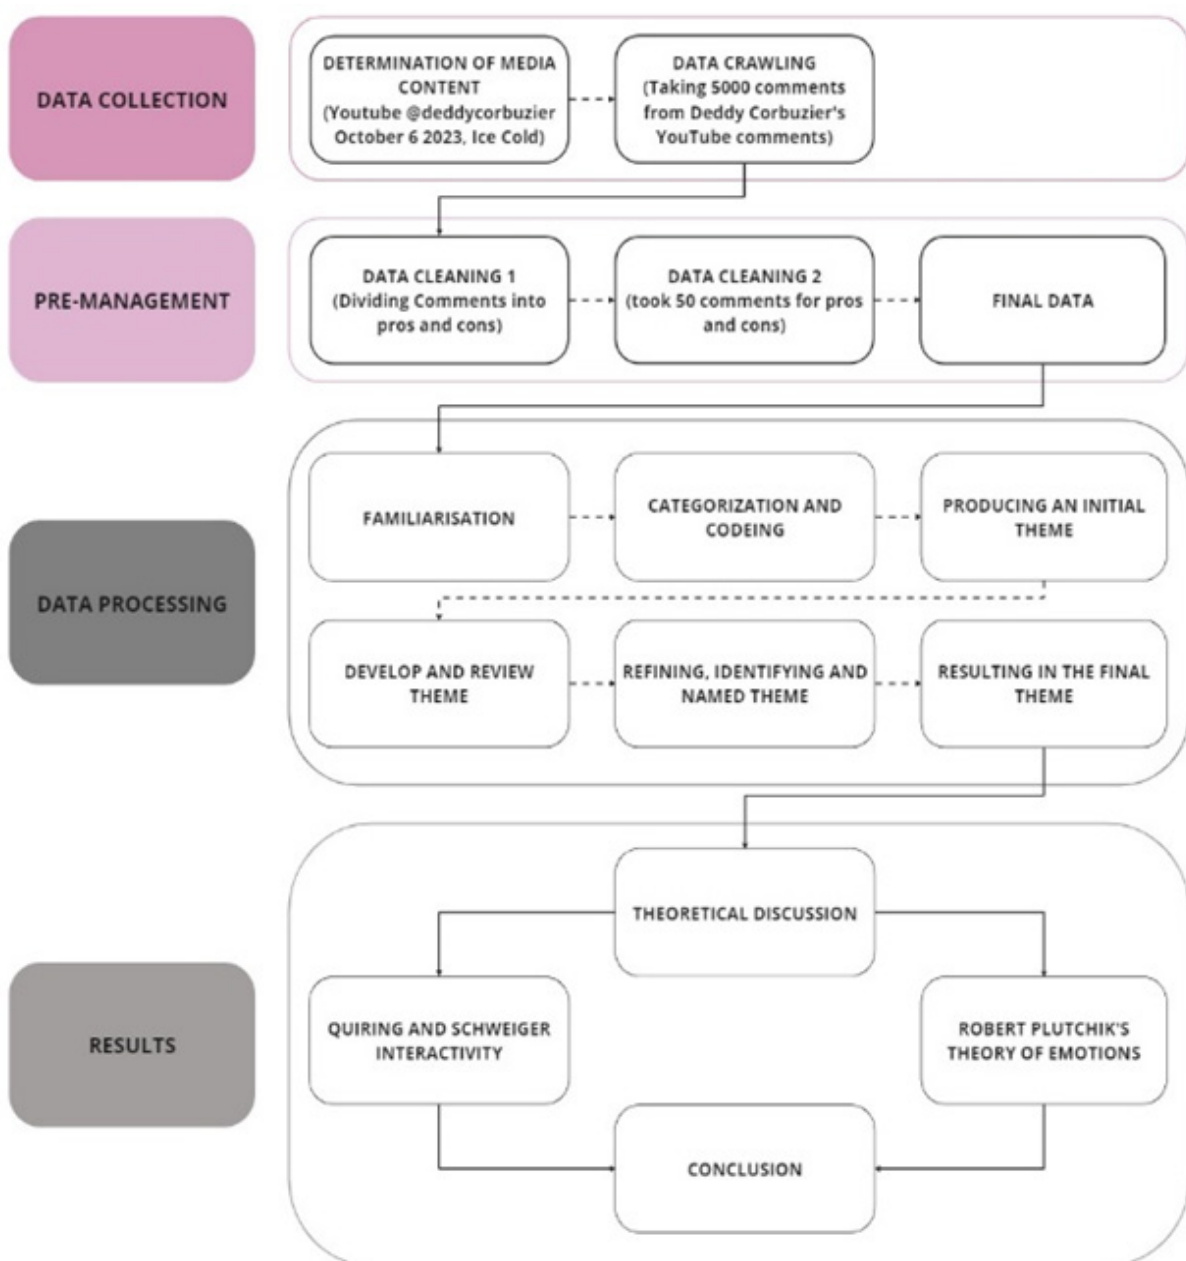 DATA COLLECTION
DETERMINATION OF MEDIA
CONTENT
(Youtube @deddycorbuzier
October 6 2023, Ice Cold)
DATA CRAWLING
(Taking 5000 comments
from Deddy Corbuzier's
YouTube comments)
PRE-MANAGEMENT
DATA CLEANING 1
(Dividing Comments into
pros and cons)
DATA CLEANING 2
(took 50 comments for pros
and cons)
FINAL DATA
DATA PROCESSING
FAMILIARISATION
CATEGORIZATION AND
CODEING
PRODUCING AN INITIAL
THEME
DEVELOP AND REVIEW
THEME
REFINING, IDENTIFYING AND
NAMED THEME
RESULTING IN THE FINAL
THEME
RESULTS
THEORETICAL DISCUSSION
QUIRING AND SCHWEIGER
INTERACTIVITY
ROBERT PLUTCHIK'S
THEORY OF EMOTIONS
CONCLUSION